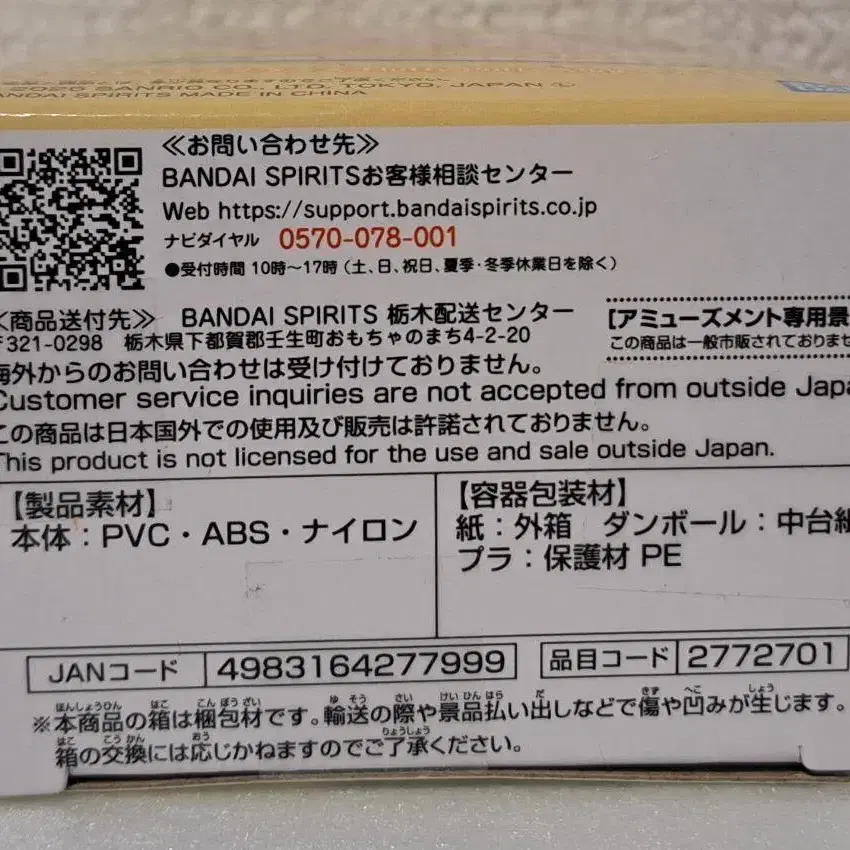 2025 SANRIO CO., LTD. TOKYO, JAPAN Ⓛ
BANDAI SPIRITS MADE IN CHINA
≪お問い合わせ先≫
BANDAI SPIRITSお客様相談センター
Web https://support.bandaispirits.co.jp
ナビダイヤル 0570-078-001
●受付時間 10時～17時（土、日、祝日、夏季・冬季休業日を除く）
≪商品送付先≫ BANDAI SPIRITS 栃木配送センター
〒321-0298 栃木県下都賀郡壬生町おもちゃのまち4-2-20
【アミューズメント専用景
この商品は一般市販されておりませ
海外からのお問い合わせは受け付けておりません。
Customer service inquiries are not accepted from outside Japa
この商品は日本国外での使用及び販売は許諾されておりません。
This product is not licensed for the use and sale outside Japan.
【製品素材】
本体：PVC・ABS・ナイロン
【容器包装材】
紙：外箱 ダンボール：中台紙
プラ：保護材 PE
JANコード 4983164277999
品目コード 2772701
※本商品の箱は梱包材です。輸送の際や景品払い出しなどで傷や凹みが生じます。
箱の交換には応じかねますのでご了承ください。